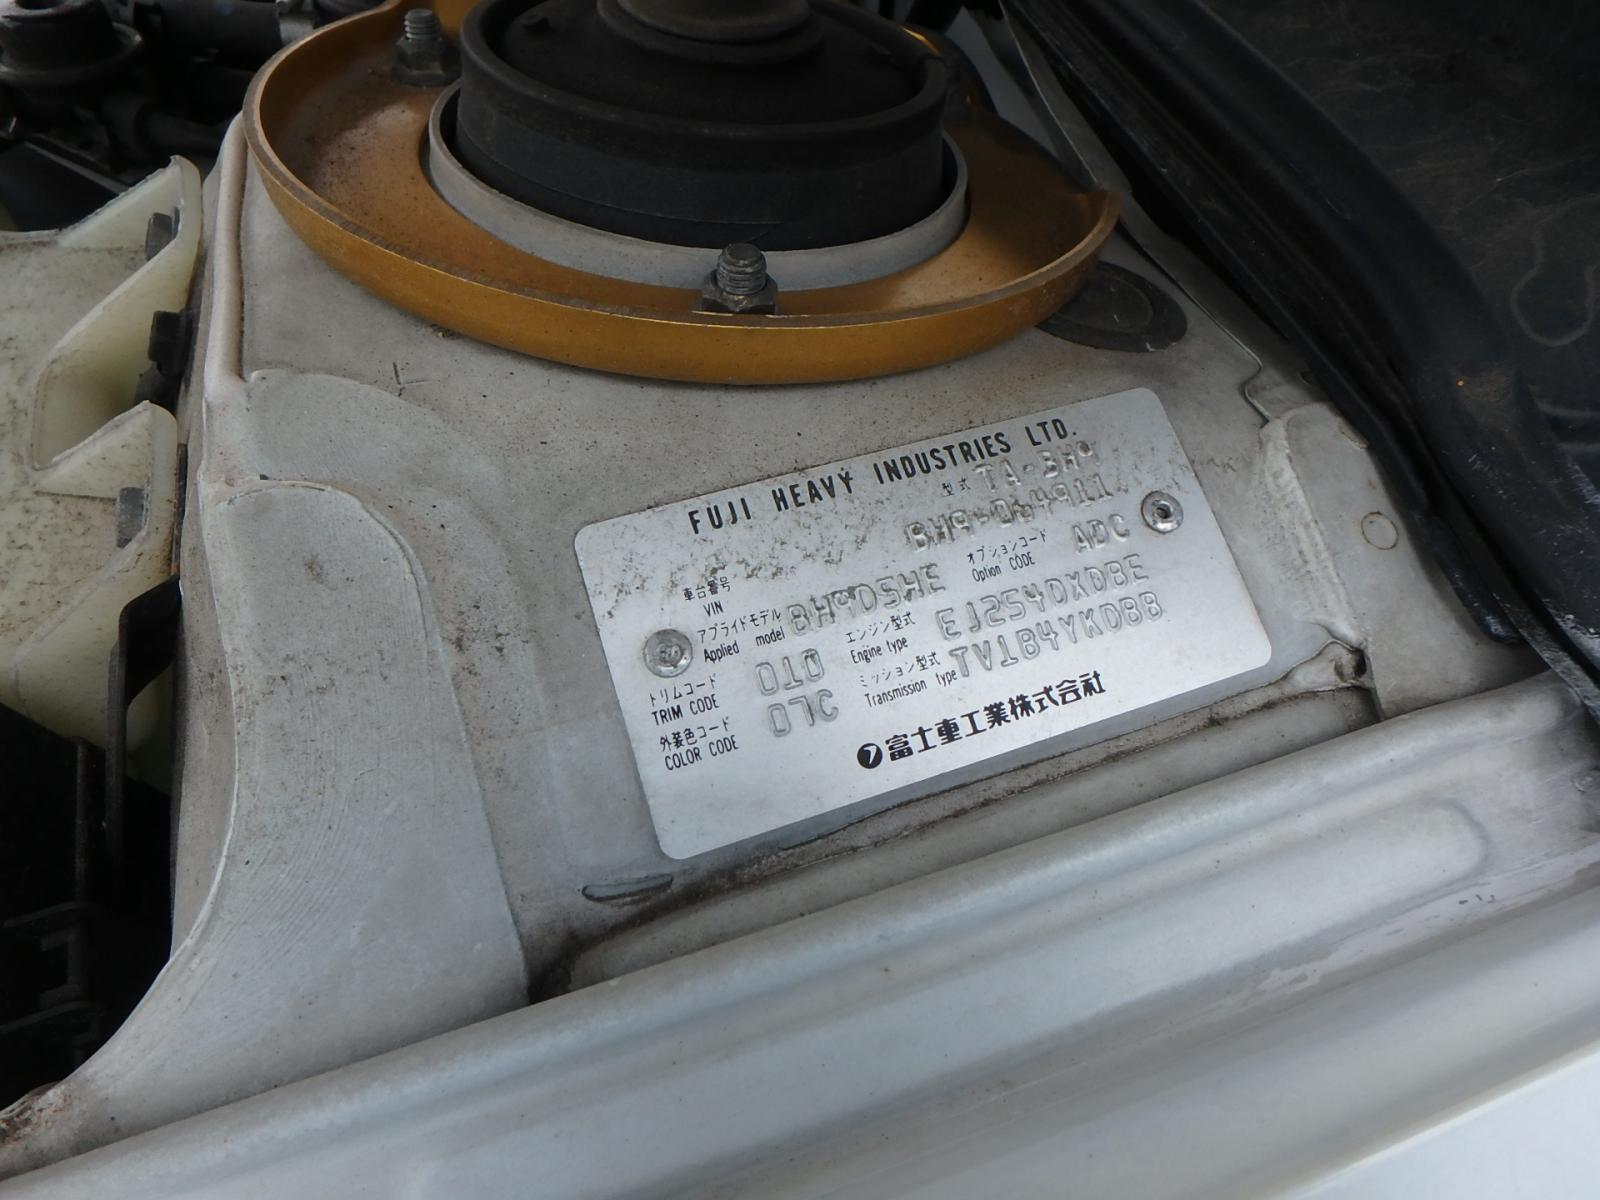 FUJI HEAVY INDUSTRIES LTD.
型式 TA-BH9
車台番号 VIN BH9-064911
アプライドモデル Applied model BH9D5HE オプションコード Option CODE ADC
トリムコード TRIM CODE 010 エンジン型式 Engine type EJ254DXDBE
外装色コード COLOR CODE 07C ミッション型式 Transmission type TV1B4YKDBB
富士重工業株式会社